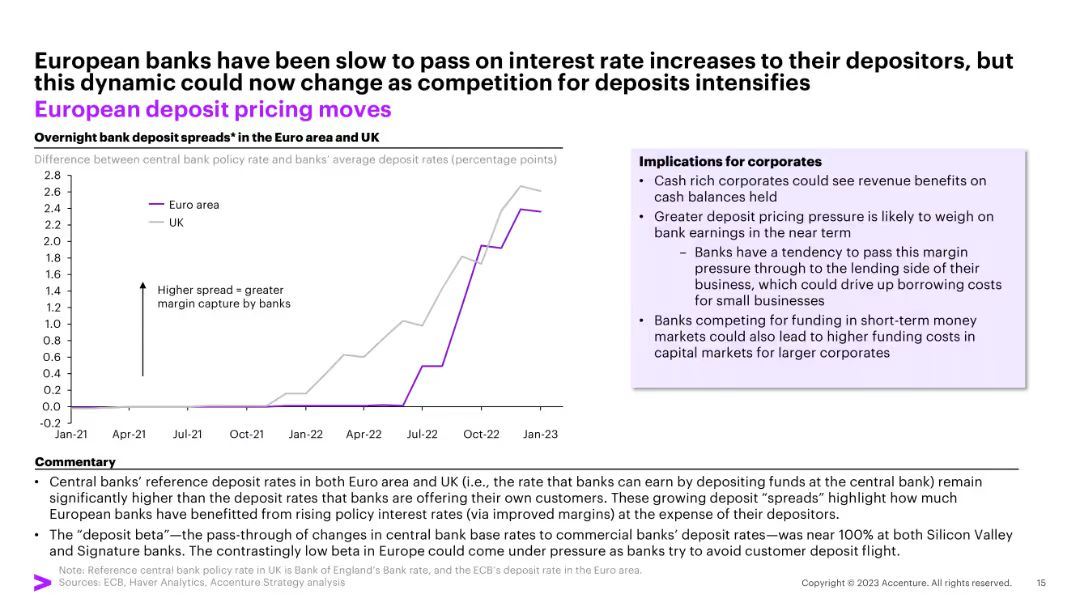 European banks have been slow to pass on interest rate increases to their depositors, but
this dynamic could now change as competition for deposits intensifies
European deposit pricing moves
Overnight bank deposit spreads* in the Euro area and UK
Difference between central bank policy rate and banks' average deposit rates (percentage points)
2.8
2.6
2.4
2.2
2.0
1.8
1.6
1.4
1.2
1.0
0.8
0.6
0.4
0.2
0.0
-0.2
Euro area
UK
Higher spread = greater
margin capture by banks
Jan-21 Apr-21 Jul-21 Oct-21 Jan-22 Apr-22 Jul-22 Oct-22 Jan-23
Implications for corporates
• Cash rich corporates could see revenue benefits on
cash balances held
• Greater deposit pricing pressure is likely to weigh on
bank earnings in the near term
– Banks have a tendency to pass this margin
pressure through to the lending side of their
business, which could drive up borrowing costs
for small businesses
• Banks competing for funding in short-term money
markets could also lead to higher funding costs in
capital markets for larger corporates
Commentary
• Central banks' reference deposit rates in both Euro area and UK (i.e., the rate that banks can earn by depositing funds at the central bank) remain
significantly higher than the deposit rates that banks are offering their own customers. These growing deposit "spreads" highlight how much
European banks have benefitted from rising policy interest rates (via improved margins) at the expense of their depositors.
• The "deposit beta"—the pass-through of changes in central bank base rates to commercial banks' deposit rates—was near 100% at both Silicon Valley
and Signature banks. The contrastingly low beta in Europe could come under pressure as banks try to avoid customer deposit flight.
Note: Reference central bank policy rate in UK is Bank of England's Bank rate, and the ECB's deposit rate in the Euro area.
Sources: ECB, Haver Analytics, Accenture Strategy analysis
Copyright © 2023 Accenture. All rights reserved. 15